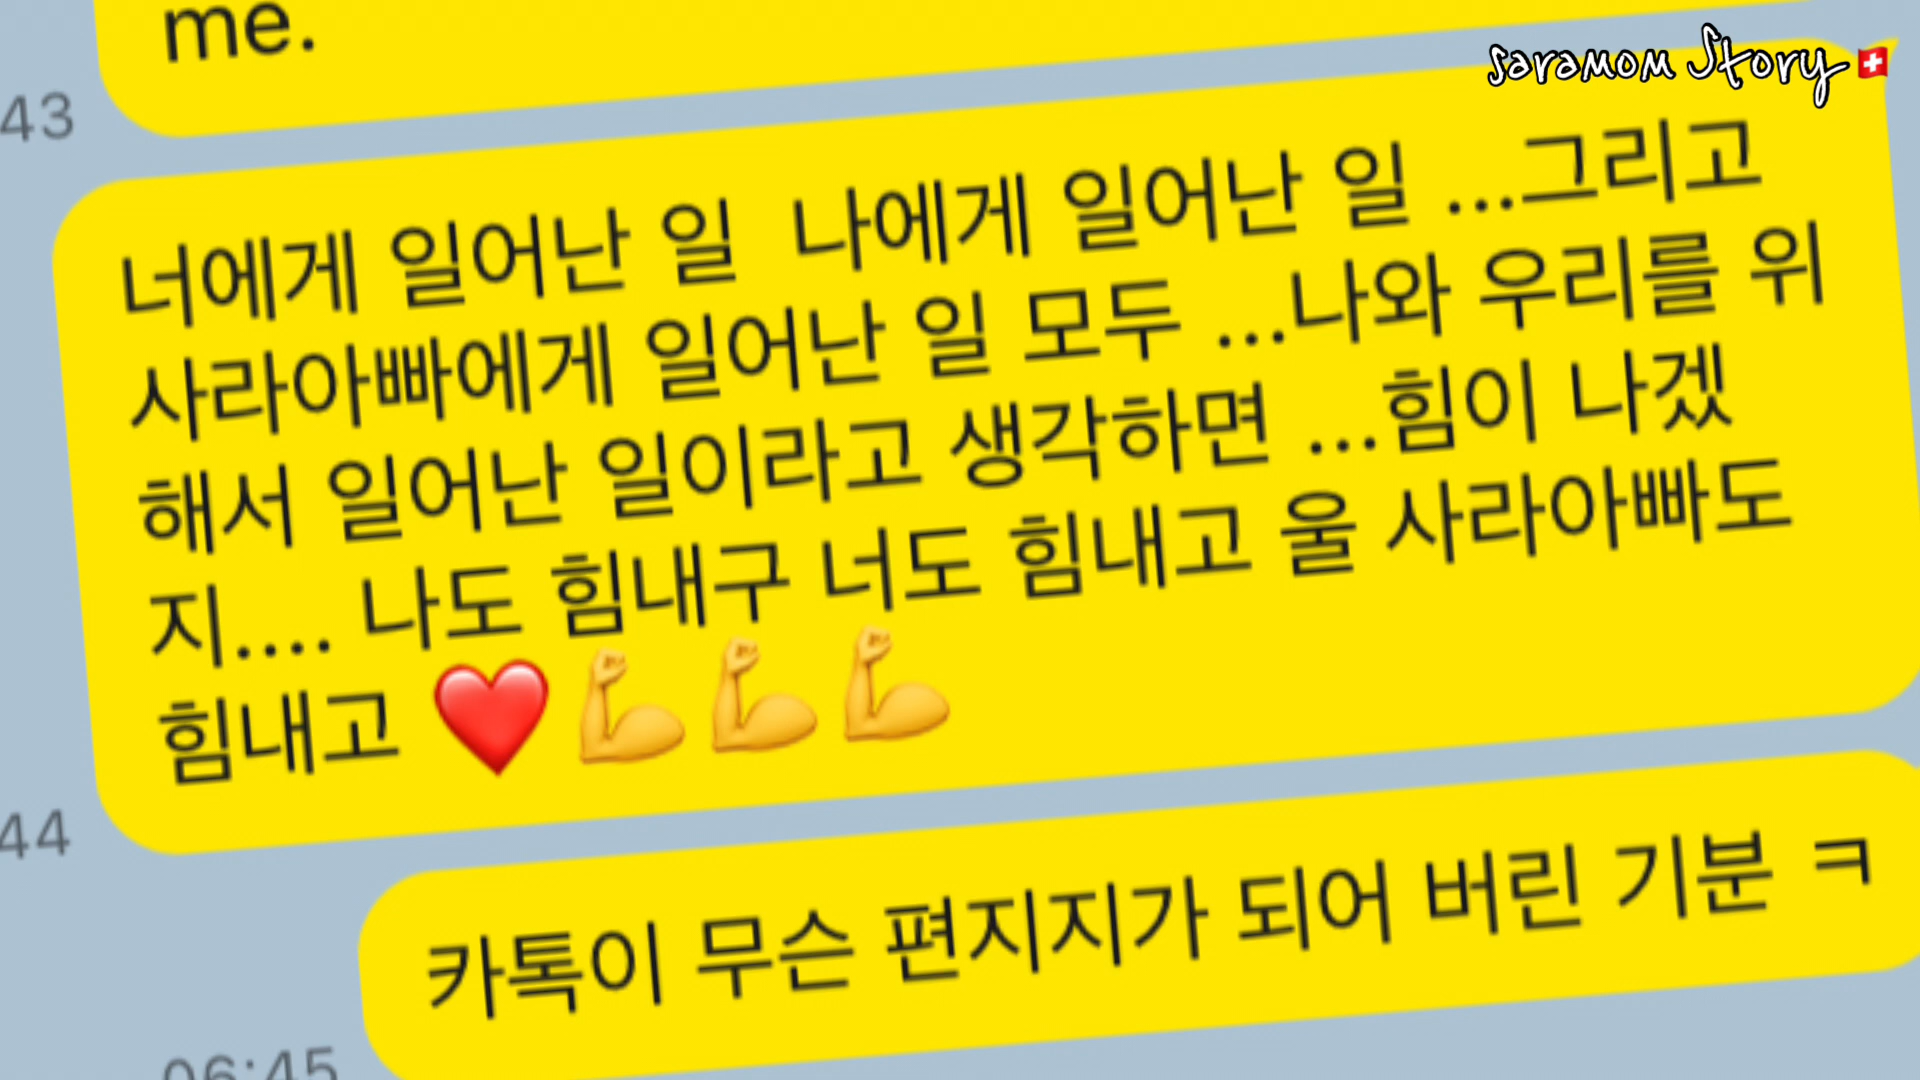 me.
saramom Story
43
너에게 일어난 일  나에게 일어난 일 ...그리고
사라아빠에게 일어난 일 모두 ...나와 우리를 위
해서 일어난 일이라고 생각하면 ...힘이 나겠
지.... 나도 힘내구 너도 힘내고 울 사라아빠도
힘내고 ❤️💪💪💪
44
카톡이 무슨 편지지가 되어 버린 기분 ㅋ
06:45